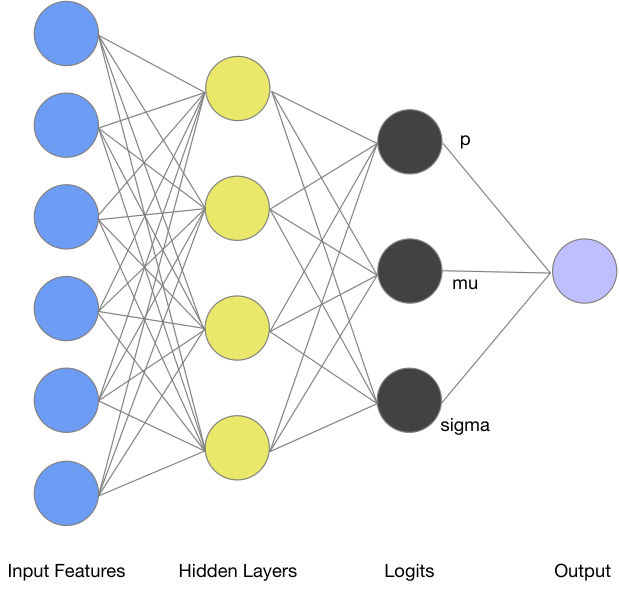 p
mu
sigma
Input Features
Hidden Layers
Logits
Output